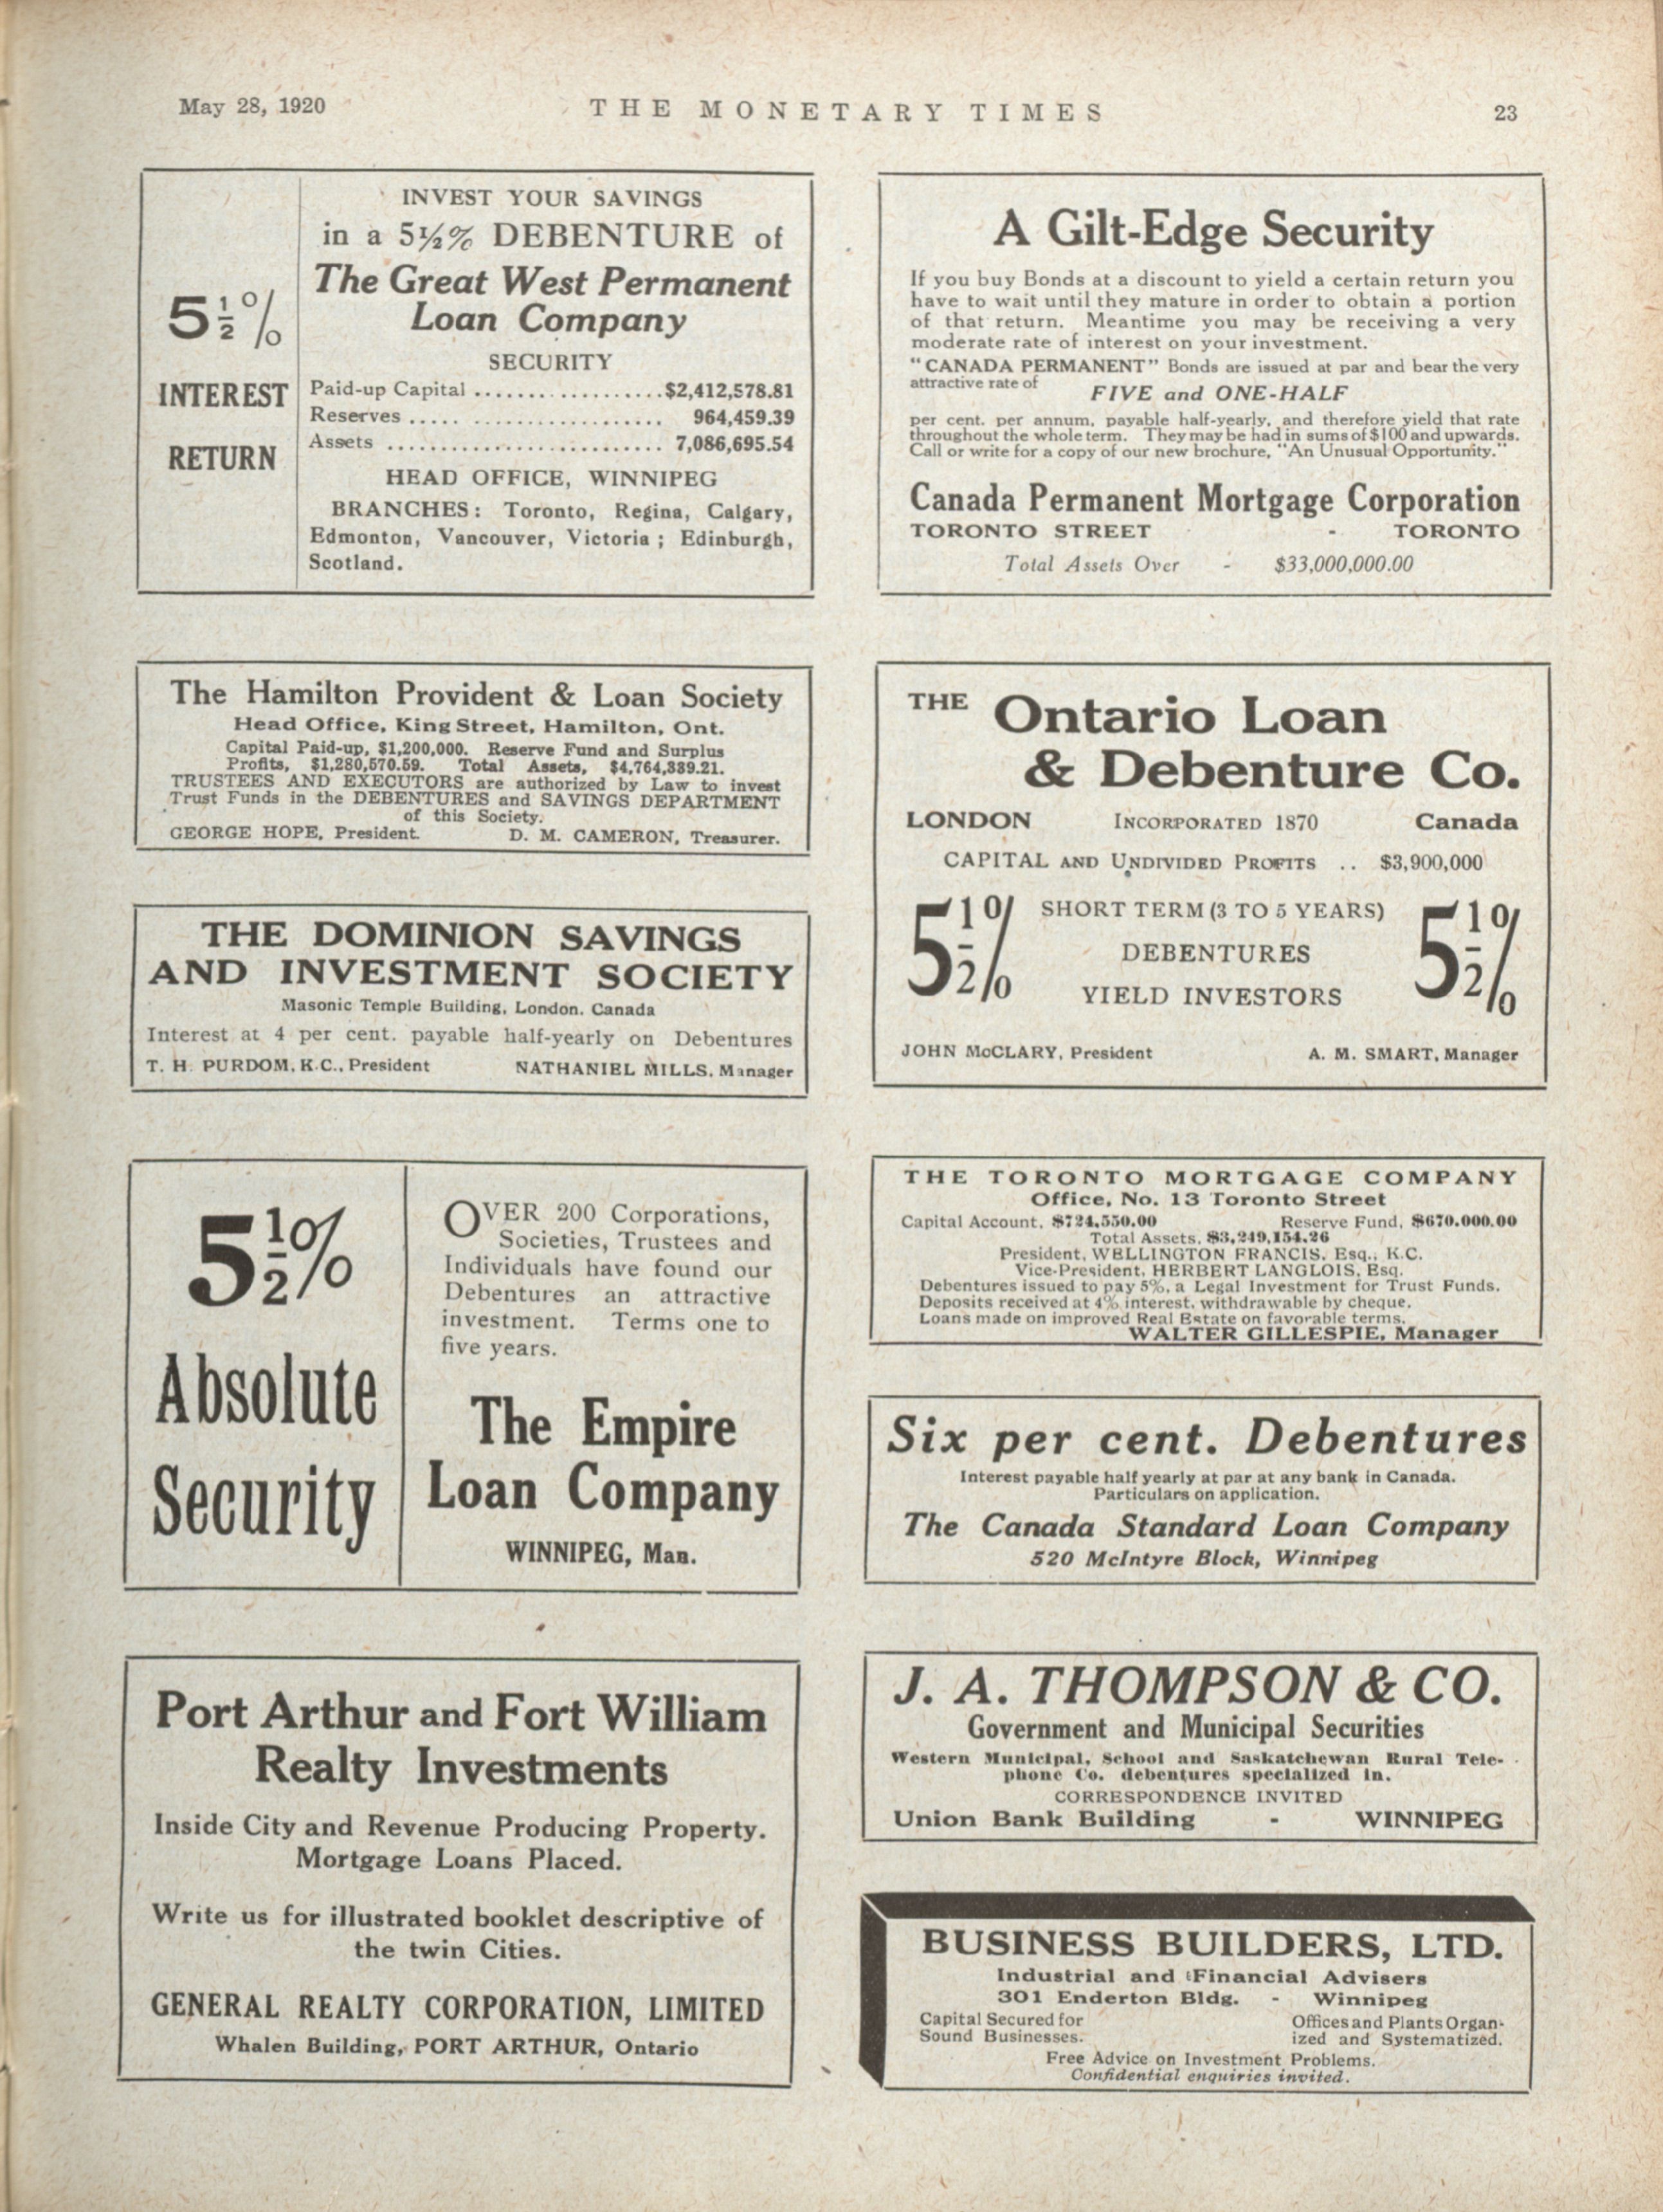 May 28, 1920
THE MONETARY TIMES
23
5½%
INTEREST
RETURN
INVEST YOUR SAVINGS
in a 5½% DEBENTURE of
The Great West Permanent
Loan Company
SECURITY
Paid-up Capital ..................$2,412,578.81
Reserves ..... .................. 964,459.39
Assets .......................... 7,086,695.54
HEAD OFFICE, WINNIPEG
BRANCHES: Toronto, Regina, Calgary,
Edmonton, Vancouver, Victoria; Edinburgh,
Scotland.
The Hamilton Provident & Loan Society
Head Office, King Street, Hamilton, Ont.
Capital Paid-up, $1,200,000. Reserve Fund and Surplus
Profits, $1,280,570.59. Total Assets, $4,764,339.21.
TRUSTEES AND EXECUTORS are authorized by Law to invest
Trust Funds in the DEBENTURES and SAVINGS DEPARTMENT
of this Society.
GEORGE HOPE, President. D. M. CAMERON, Treasurer.
THE DOMINION SAVINGS
AND INVESTMENT SOCIETY
Masonic Temple Building, London, Canada
Interest at 4 per cent. payable half-yearly on Debentures
T. H. PURDOM, K.C., President NATHANIEL MILLS, Manager
5½%
Absolute
Security
OVER 200 Corporations,
Societies, Trustees and
Individuals have found our
Debentures an attractive
investment. Terms one to
five years.
The Empire
Loan Company
WINNIPEG, Man.
Port Arthur and Fort William
Realty Investments
Inside City and Revenue Producing Property.
Mortgage Loans Placed.
Write us for illustrated booklet descriptive of
the twin Cities.
GENERAL REALTY CORPORATION, LIMITED
Whalen Building, PORT ARTHUR, Ontario
A Gilt-Edge Security
If you buy Bonds at a discount to yield a certain return you
have to wait until they mature in order to obtain a portion
of that return. Meantime you may be receiving a very
moderate rate of interest on your investment.
"CANADA PERMANENT" Bonds are issued at par and bear the very
attractive rate of
FIVE and ONE-HALF
per cent. per annum, payable half-yearly, and therefore yield that rate
throughout the whole term. They may be had in sums of $100 and upwards.
Call or write for a copy of our new brochure, "An Unusual Opportunity."
Canada Permanent Mortgage Corporation
TORONTO STREET - TORONTO
Total Assets Over - $33,000,000.00
THE Ontario Loan
& Debenture Co.
LONDON INCORPORATED 1870 Canada
CAPITAL AND UNDIVIDED PROFITS .. $3,900,000
5½% SHORT TERM (3 TO 5 YEARS) 5½%
DEBENTURES
YIELD INVESTORS
JOHN McCLARY, President A. M. SMART, Manager
THE TORONTO MORTGAGE COMPANY
Office, No. 13 Toronto Street
Capital Account, $724,550.00 Reserve Fund, $670,000.00
Total Assets, $3,249,154.26
President, WELLINGTON FRANCIS, Esq., K.C.
Vice-President, HERBERT LANGLOIS, Esq.
Debentures issued to pay 5%, a Legal Investment for Trust Funds.
Deposits received at 4% interest, withdrawable by cheque.
Loans made on improved Real Estate on favorable terms.
WALTER GILLESPIE, Manager
Six per cent. Debentures
Interest payable half yearly at par at any bank in Canada.
Particulars on application.
The Canada Standard Loan Company
520 McIntyre Block, Winnipeg
J. A. THOMPSON & CO.
Government and Municipal Securities
Western Municipal, School and Saskatchewan Rural Tele-
phone Co. debentures specialized in.
CORRESPONDENCE INVITED
Union Bank Building - WINNIPEG
BUSINESS BUILDERS, LTD.
Industrial and Financial Advisers
301 Enderton Bldg. - Winnipeg
Capital Secured for
Sound Businesses.
Offices and Plants Organ-
ized and Systematized.
Free Advice on Investment Problems.
Confidential enquiries invited.